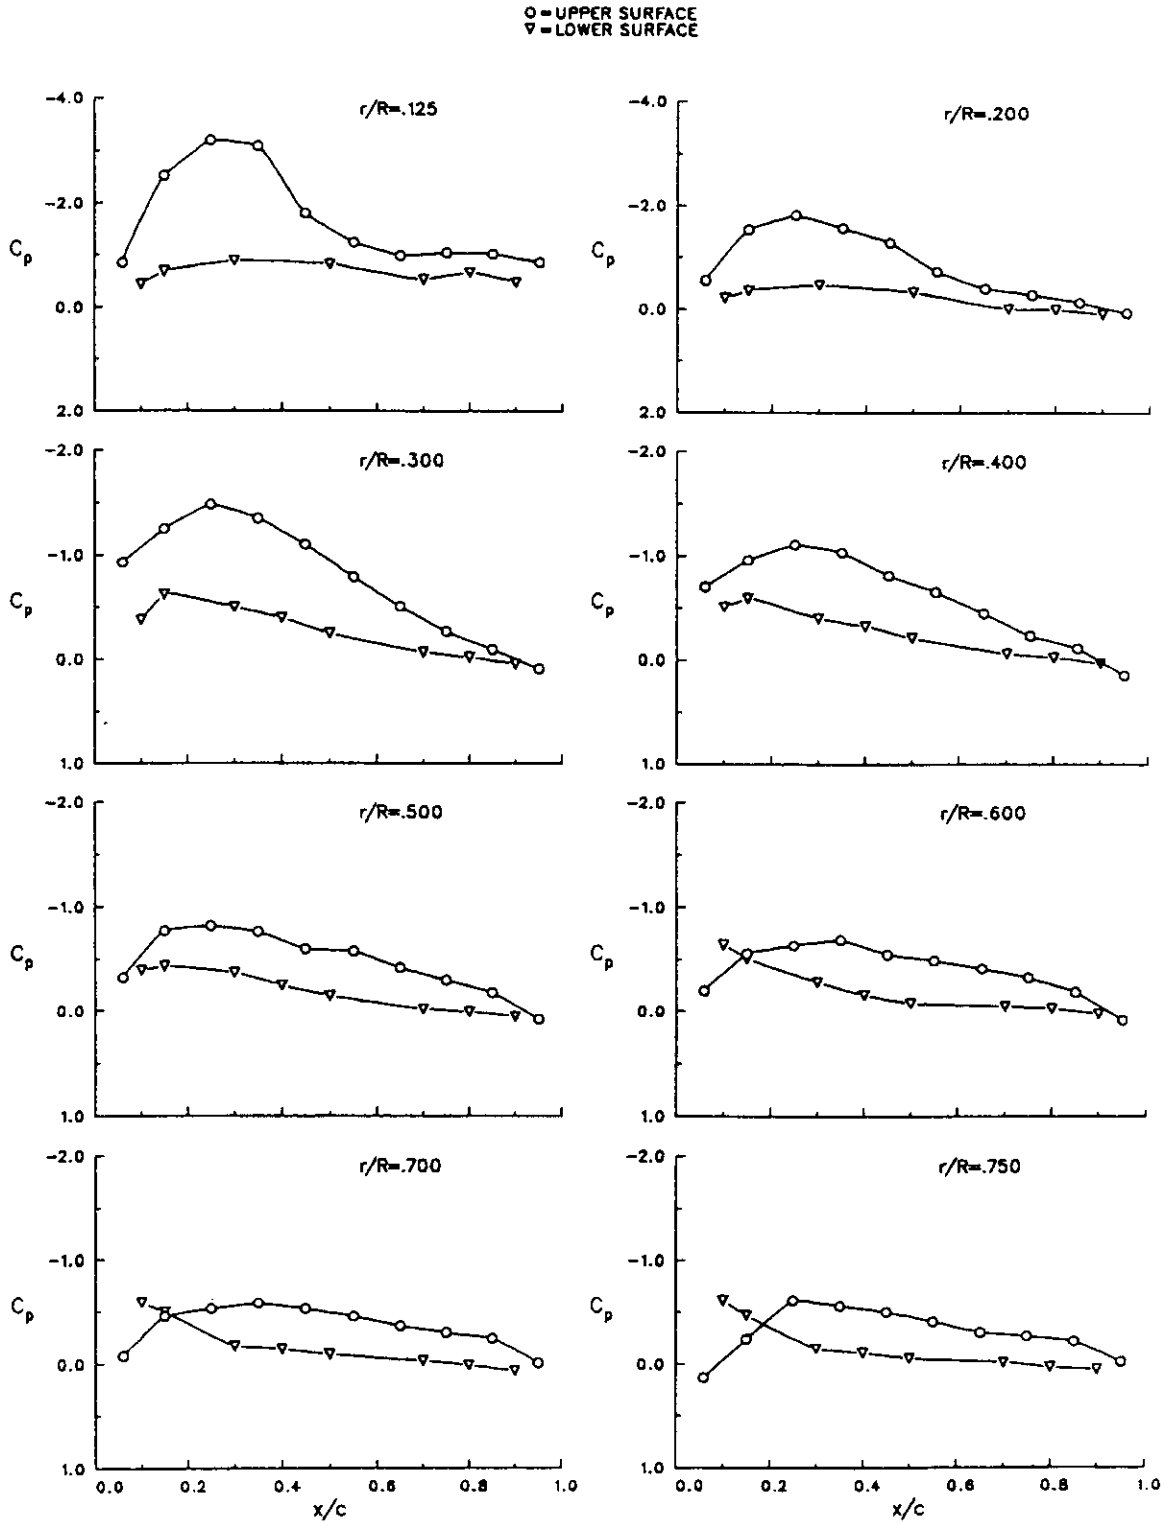 O = UPPER SURFACE
▽ = LOWER SURFACE
r/R=.125
-4.0
-2.0
0.0
2.0
Cp
r/R=.200
-4.0
-2.0
0.0
2.0
Cp
r/R=.300
-2.0
-1.0
0.0
1.0
Cp
r/R=.400
-2.0
-1.0
0.0
1.0
Cp
r/R=.500
-2.0
-1.0
0.0
1.0
Cp
r/R=.600
-2.0
-1.0
0.0
1.0
Cp
r/R=.700
-2.0
-1.0
0.0
1.0
Cp
0.0 0.2 0.4 0.6 0.8 1.0
x/c
r/R=.750
-2.0
-1.0
0.0
1.0
Cp
0.0 0.2 0.4 0.6 0.8 1.0
x/c